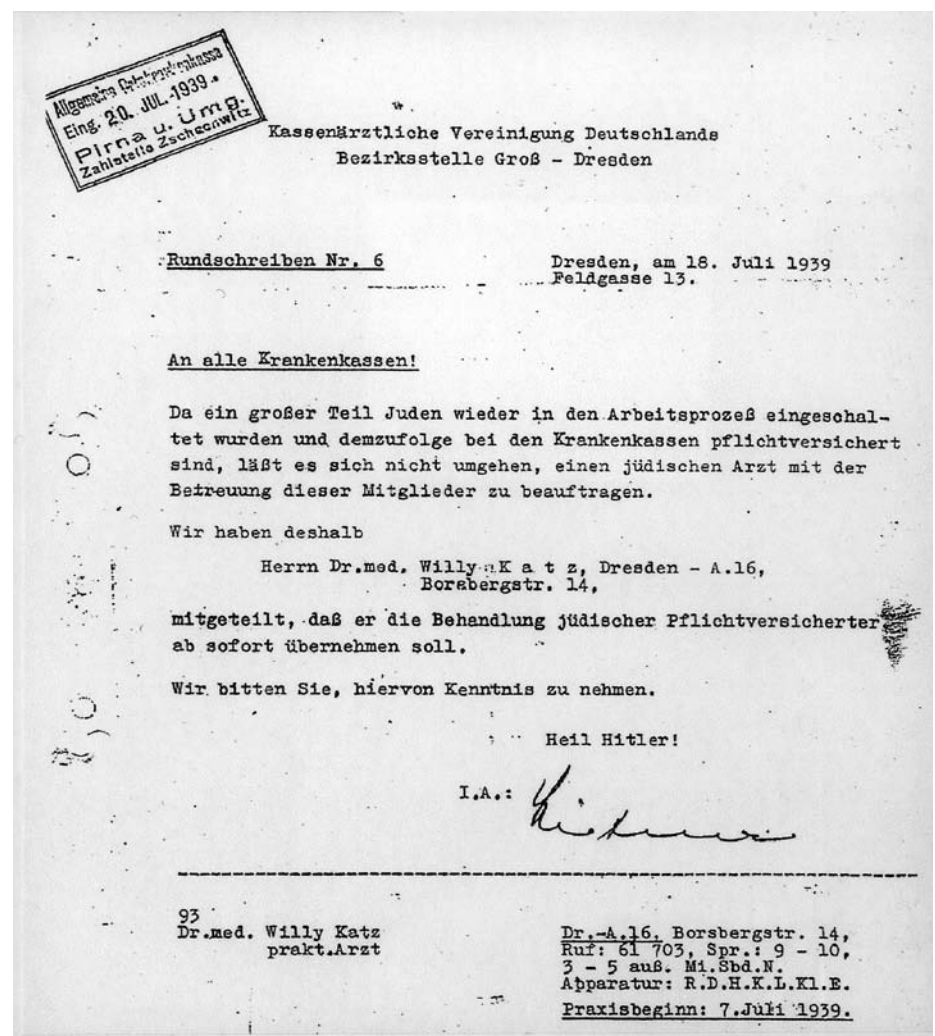 Allgemeine Ortskrankenkasse
Eing. 20. JUL. 1939
Pirna u. Umg.
Zahlstelle Zschachwitz
Kassenärztliche Vereinigung Deutschlands
Bezirksstelle Groß - Dresden
Rundschreiben Nr. 6
Dresden, am 18. Juli 1939
Feldgasse 13.
An alle Krankenkassen!
Da ein großer Teil Juden wieder in den Arbeitsprozeß eingeschal-
tet wurden und demzufolge bei den Krankenkassen pflichtversichert
sind, läßt es sich nicht umgehen, einen jüdischen Arzt mit der
Betreuung dieser Mitglieder zu beauftragen.
Wir haben deshalb
Herrn Dr.med. Willy K a t z, Dresden - A.16,
Borsbergstr. 14,
mitgeteilt, daß er die Behandlung jüdischer Pflichtversicherter
ab sofort übernehmen soll.
Wir bitten Sie, hiervon Kenntnis zu nehmen.
Heil Hitler!
I.A.:
93
Dr.med. Willy Katz
prakt.Arzt
Dr.-A.16, Borsbergstr. 14,
Ruf: 61 703, Spr.: 9 - 10,
3 - 5 auß. Mi.Sbd.N.
Apparatur: R.D.H.K.L.Kl.E.
Praxisbeginn: 7.Juli 1939.